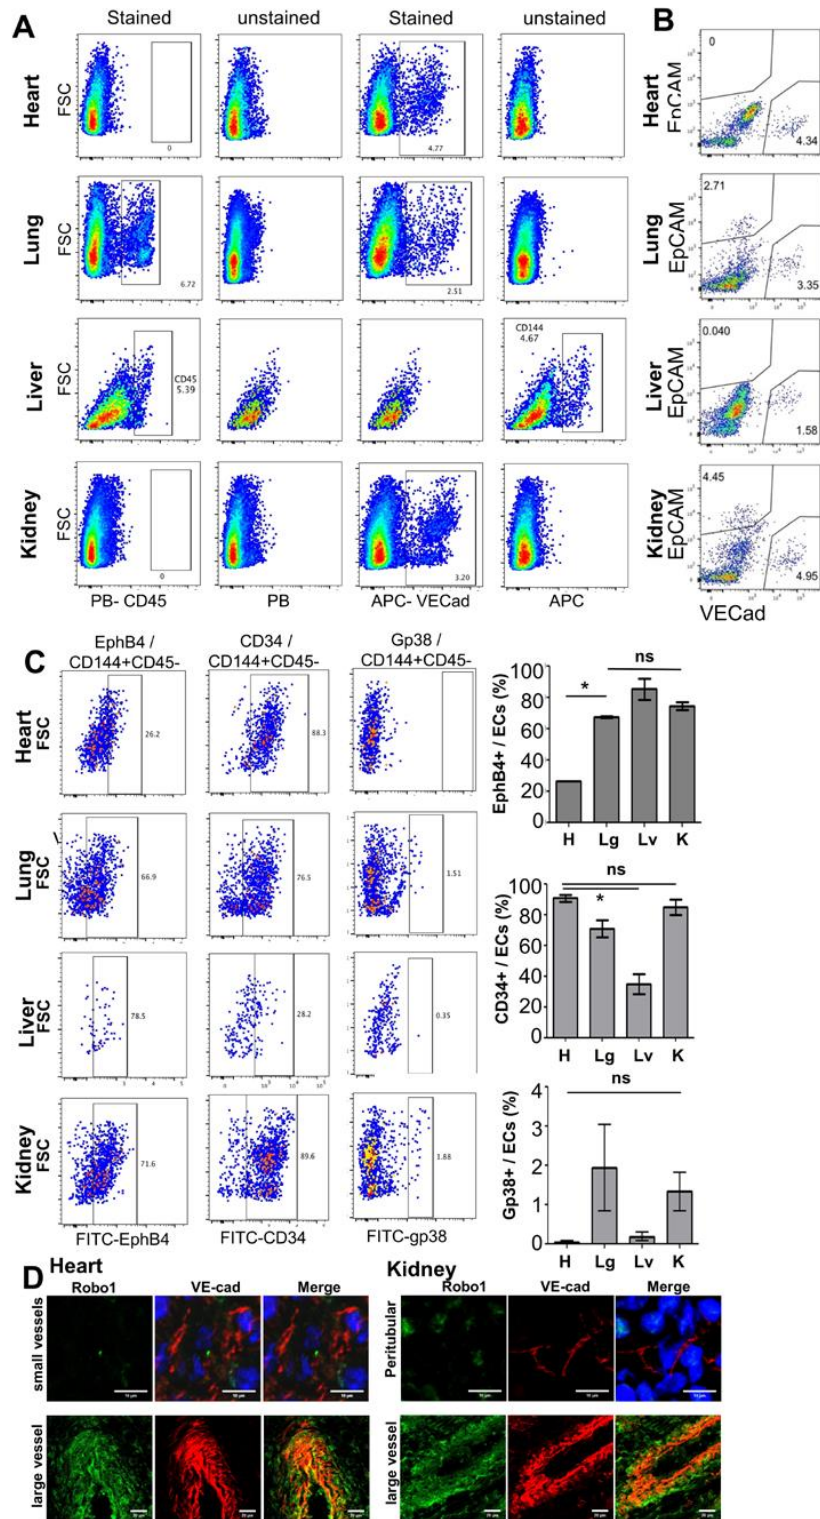 A
Stained
unstained
Stained
unstained
Heart
FSC
0
4.77
Lung
FSC
6.72
2.51
Liver
FSC
CD45
5.39
CD144
4.67
Kidney
FSC
0
3.20
PB- CD45
PB
APC- VECad
APC
B
Heart
EpCAM
0
4.34
Lung
EpCAM
2.71
3.35
Liver
EpCAM
0.040
1.58
Kidney
EpCAM
4.45
4.95
VECad
C
EphB4 /
CD144+CD45-
CD34 /
CD144+CD45-
Gp38 /
CD144+CD45-
Heart
FSC
26.2
88.3
Lung
FSC
66.9
76.5
1.51
Liver
FSC
78.5
28.2
0.35
Kidney
FSC
71.6
89.6
1.88
FITC-EphB4
FITC-CD34
FITC-gp38
EphB4+ / ECs (%)
100
80
60
40
20
0
*
ns
H Lg Lv K
CD34+ / ECs (%)
100
80
60
40
20
0
ns
*
H Lg Lv K
Gp38+ / ECs (%)
4
3
2
1
0
ns
H Lg Lv K
D
Heart
Robo1 VE-cad Merge
small vessels
large vessel
Kidney
Robo1 VE-cad Merge
Peritubular
large vessel